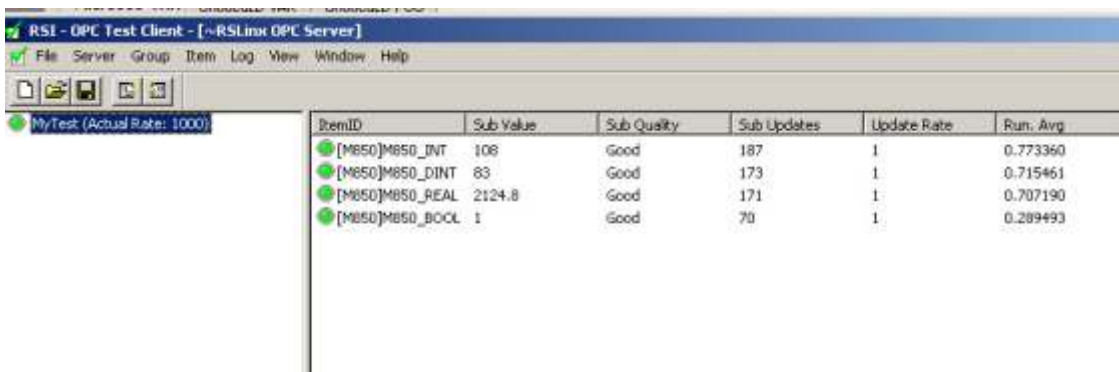 RSI - OPC Test Client - [~RSLinx OPC Server]
File Server Group Item Log View Window Help
MyTest (Actual Rate: 1000)
ItemID Sub Value Sub Quality Sub Updates Update Rate Run. Avg
[M850]M850_INT 108 Good 187 1 0.773360
[M850]M850_DINT 83 Good 173 1 0.715461
[M850]M850_REAL 2124.8 Good 171 1 0.707190
[M850]M850_BOOL 1 Good 70 1 0.289493